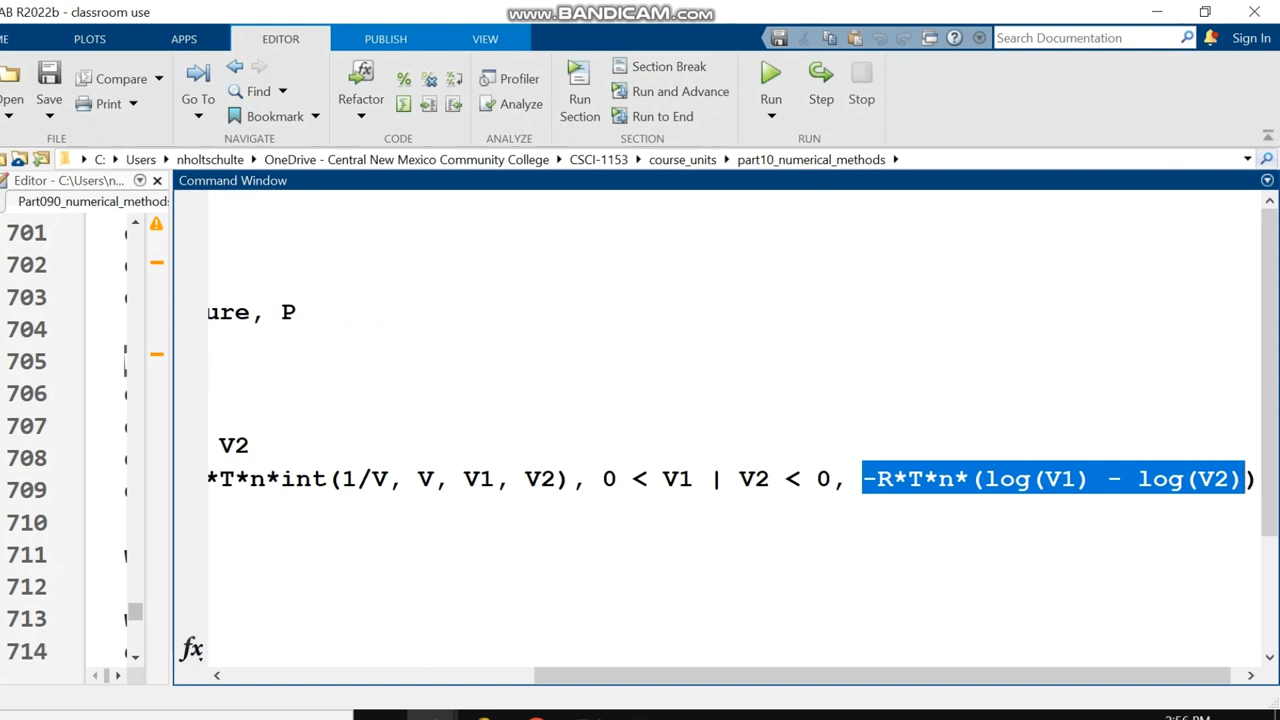 AB R2022b - classroom use
www.BANDICAM.com
ME PLOTS APPS EDITOR PUBLISH VIEW
Search Documentation
Sign In
Open
Save
Compare
Print
FILE
Go To
Find
Bookmark
NAVIGATE
Refactor
CODE
Profiler
Analyze
ANALYZE
Run Section
Section Break
Run and Advance
Run to End
SECTION
Run
Step
Stop
RUN
C: Users nholtschulte OneDrive - Central New Mexico Community College CSCI-1153 course_units part10_numerical_methods
Editor - C:\Users\n...
Command Window
Part090_numerical_methods
701
702
703
704
705
706
707
708
709
710
711
712
713
714
ure, P
V2
*T*n*int(1/V, V, V1, V2), 0 < V1 | V2 < 0, -R*T*n*(log(V1) - log(V2))
fx